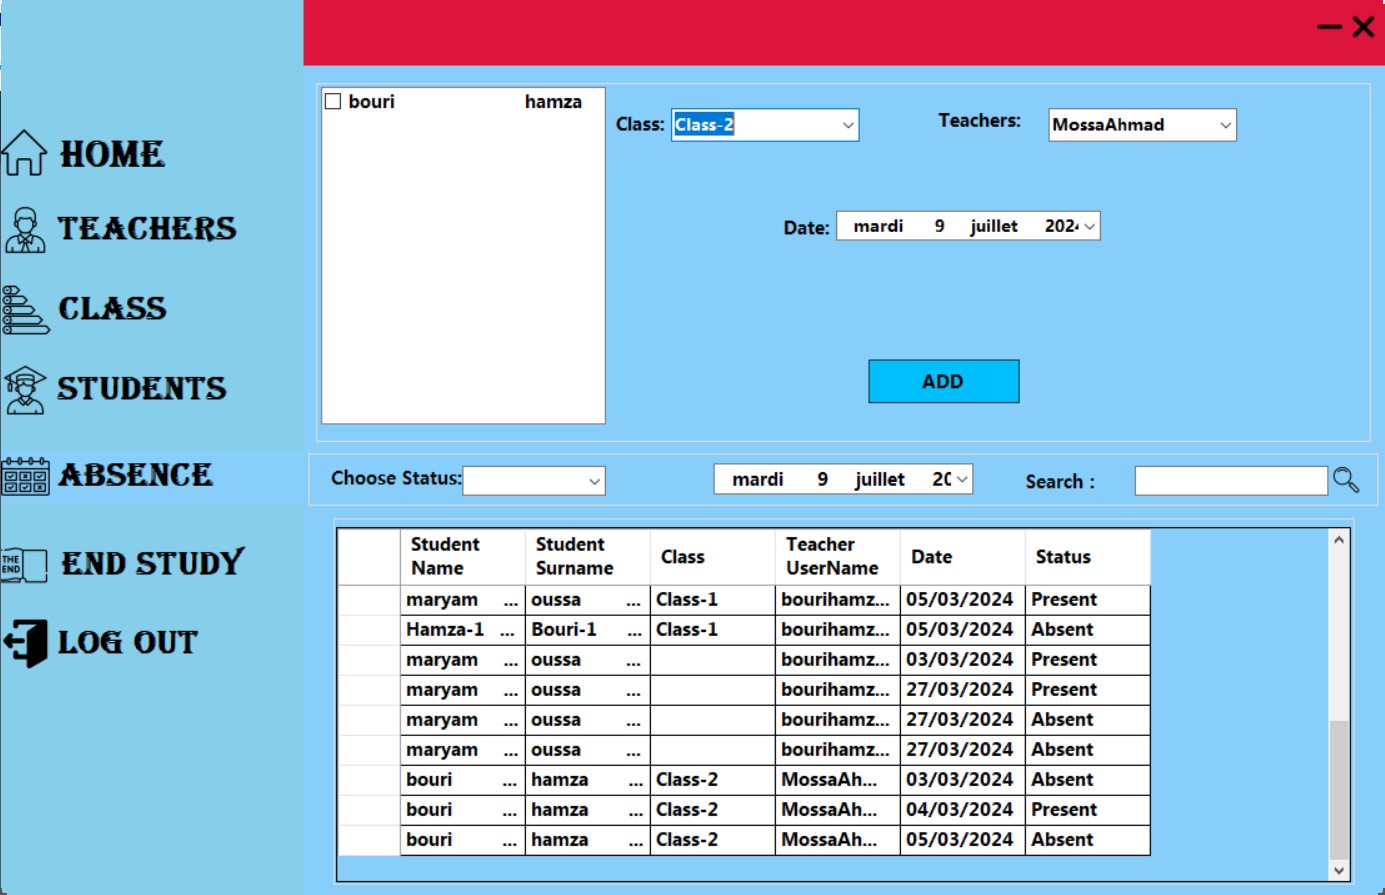 HOME
TEACHERS
CLASS
STUDENTS
ABSENCE
THE END
END STUDY
LOG OUT
bouri hamza
Class: Class-2 Teachers: MossaAhmad
Date: mardi 9 juillet 2024
ADD
Choose Status: mardi 9 juillet 20 Search :
Student Name Student Surname Class Teacher UserName Date Status
maryam ... oussa ... Class-1 bourihamz... 05/03/2024 Present
Hamza-1 ... Bouri-1 ... Class-1 bourihamz... 05/03/2024 Absent
maryam ... oussa ... bourihamz... 03/03/2024 Present
maryam ... oussa ... bourihamz... 27/03/2024 Present
maryam ... oussa ... bourihamz... 27/03/2024 Absent
maryam ... oussa ... bourihamz... 27/03/2024 Absent
bouri ... hamza ... Class-2 MossaAh... 03/03/2024 Absent
bouri ... hamza ... Class-2 MossaAh... 04/03/2024 Present
bouri ... hamza ... Class-2 MossaAh... 05/03/2024 Absent